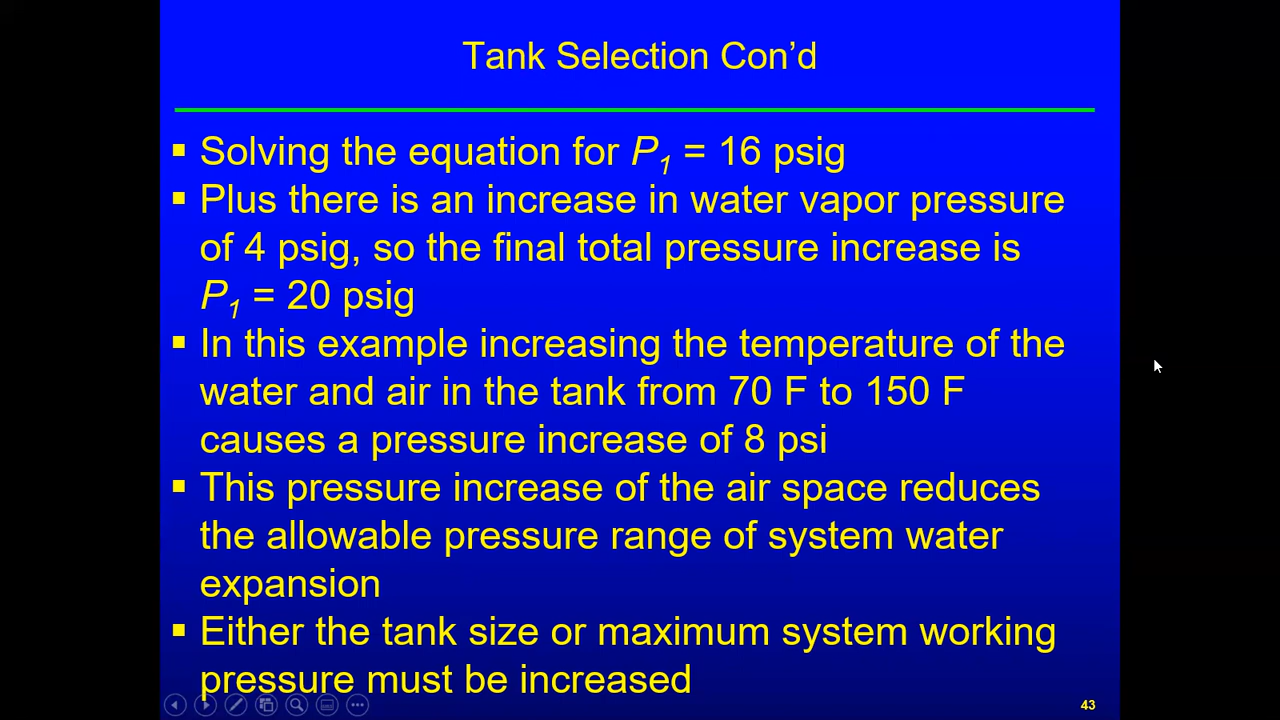 Tank Selection Con’d
▪ Solving the equation for P1 = 16 psig
▪ Plus there is an increase in water vapor pressure
of 4 psig, so the final total pressure increase is
P1 = 20 psig
▪ In this example increasing the temperature of the
water and air in the tank from 70 F to 150 F
causes a pressure increase of 8 psi
▪ This pressure increase of the air space reduces
the allowable pressure range of system water
expansion
▪ Either the tank size or maximum system working
pressure must be increased
43